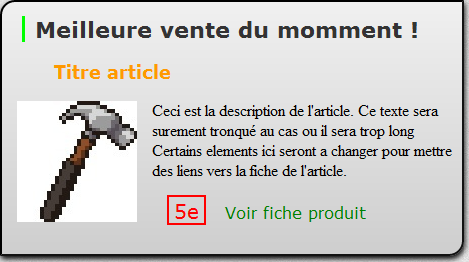 Meilleure vente du momment !
Titre article
Ceci est la description de l'article. Ce texte sera
surement tronqué au cas ou il sera trop long
Certains elements ici seront a changer pour mettre
des liens vers la fiche de l'article.
5e Voir fiche produit